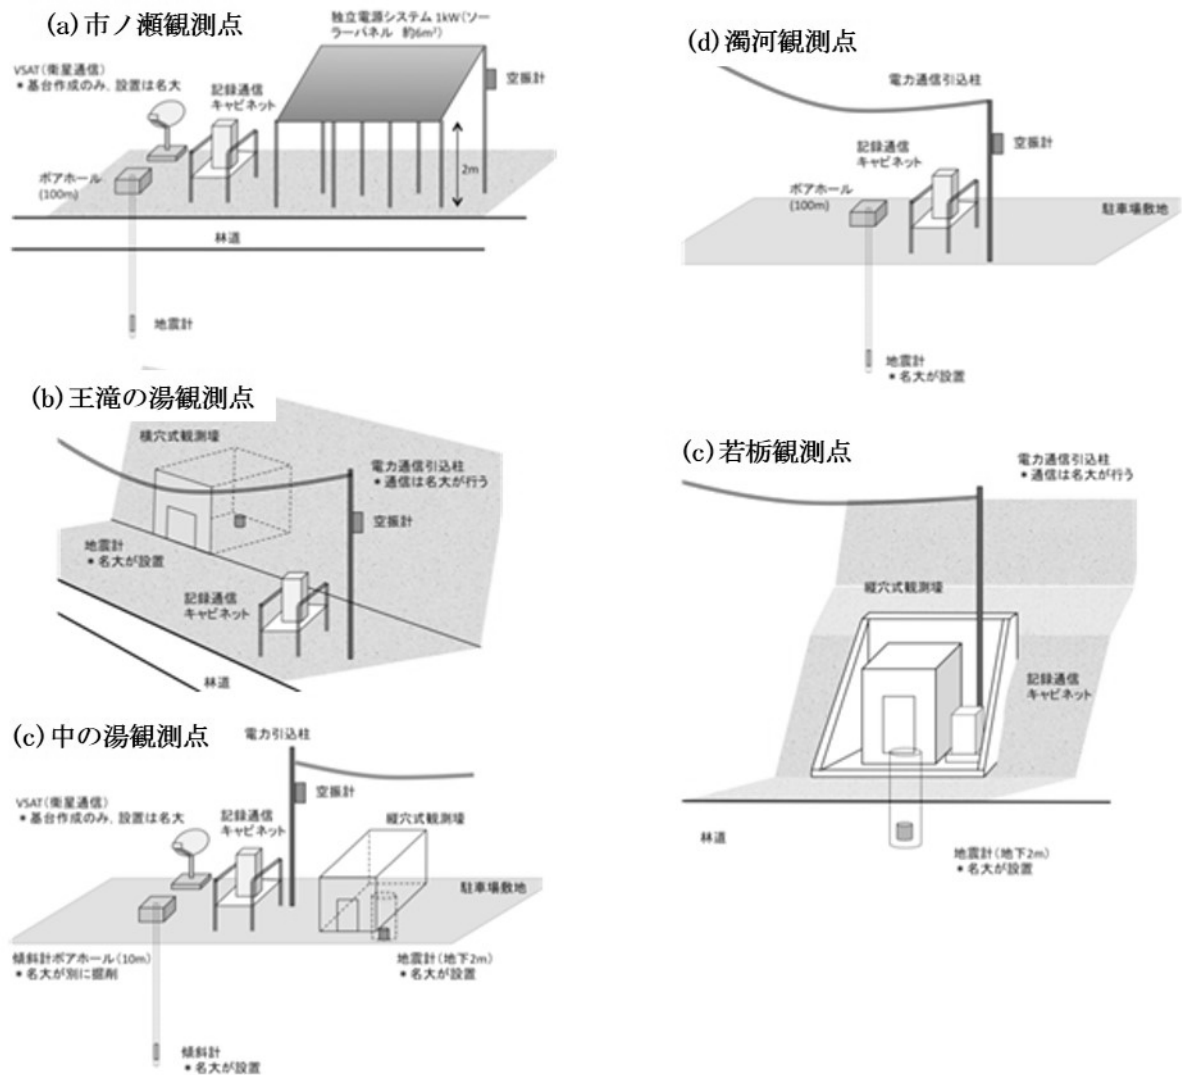 (a)市ノ瀬観測点
独立電源システム 1kW(ソー
ラーパネル 約6m²)
VSAT(衛星通信)
＊基台作成のみ、設置は名大
記録通信
キャビネット
空振計
ボアホール
(100m)
2m
林道
地震計
(b)王滝の湯観測点
横穴式観測壕
電力通信引込柱
＊通信は名大が行う
空振計
地震計
＊名大が設置
記録通信
キャビネット
林道
(c)中の湯観測点
電力引込柱
VSAT(衛星通信)
＊基台作成のみ、設置は名大
記録通信
キャビネット
空振計
縦穴式観測壕
駐車場敷地
傾斜計ボアホール(10m)
＊名大が別に掘削
地震計(地下2m)
＊名大が設置
傾斜計
＊名大が設置
(d)濁河観測点
電力通信引込柱
空振計
記録通信
キャビネット
ボアホール
(100m)
駐車場敷地
地震計
＊名大が設置
(c)若栃観測点
電力通信引込柱
＊通信は名大が行う
縦穴式観測壕
記録通信
キャビネット
林道
地震計(地下2m)
＊名大が設置